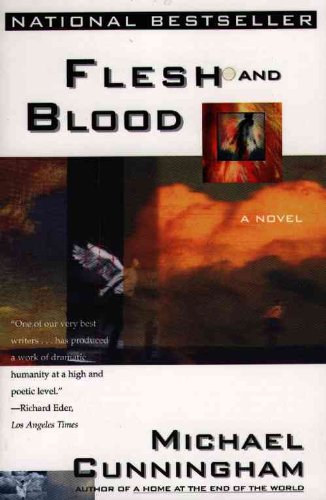 NATIONAL BESTSELLER
FLESH AND
BLOOD
A NOVEL
"One of our very best
writers . . . has produced
a work of dramatic
humanity at a high and
poetic level."
—Richard Eder,
Los Angeles Times
MICHAEL
CUNNINGHAM
AUTHOR OF A HOME AT THE END OF THE WORLD